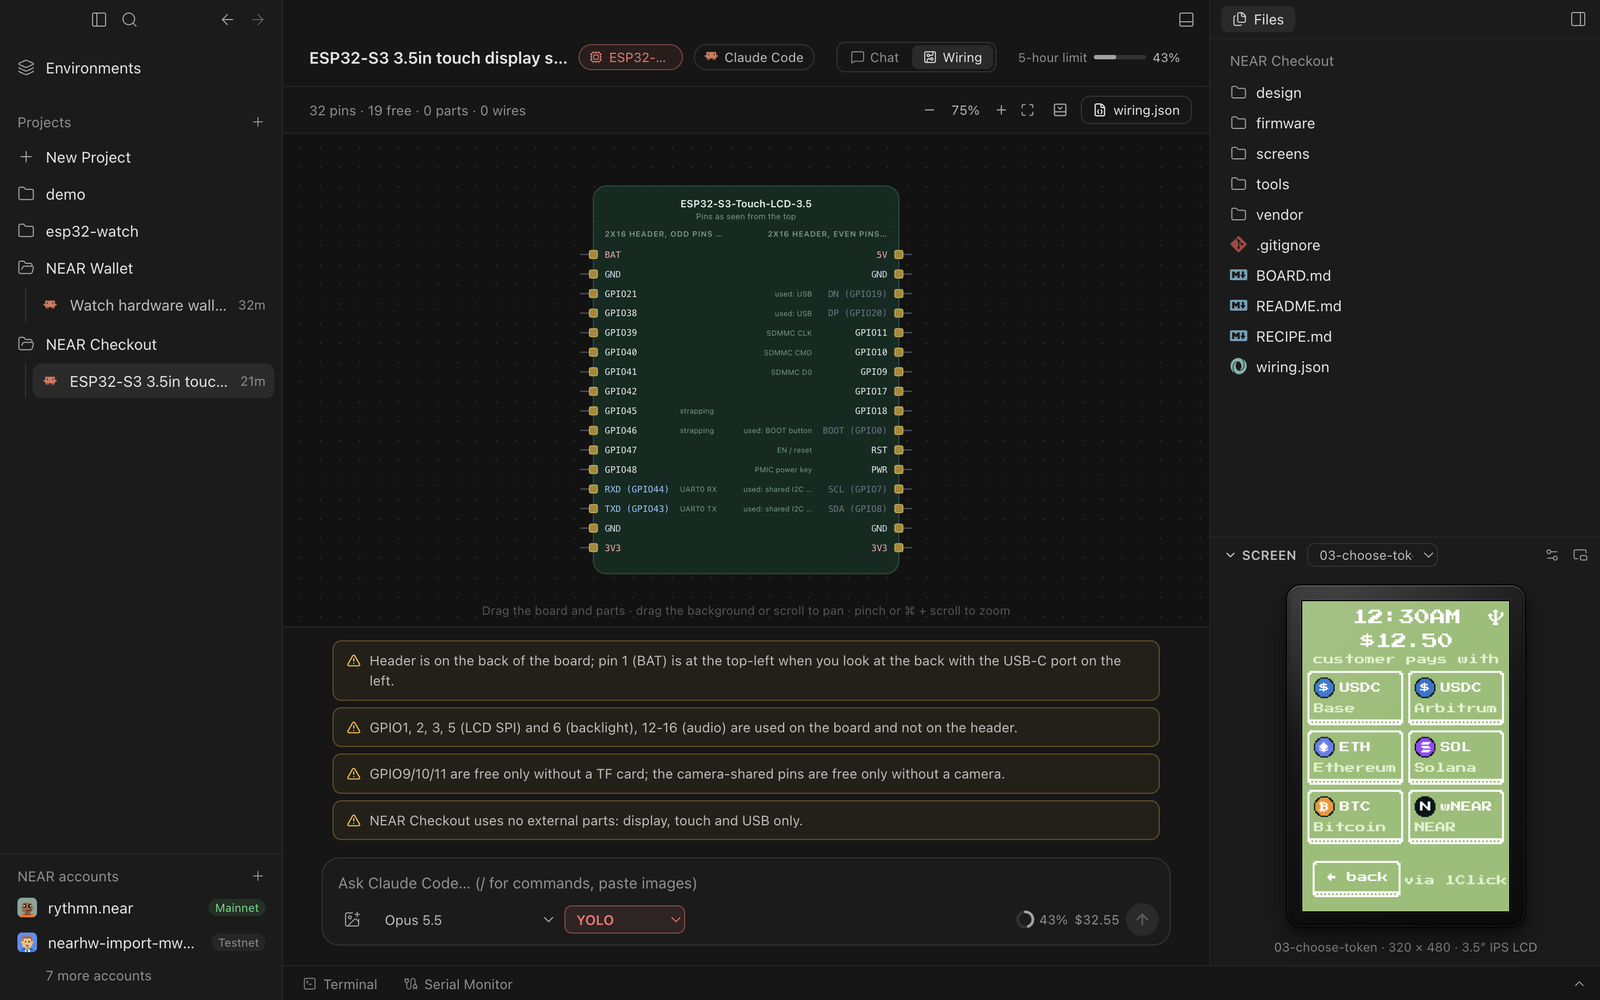 Environments
Projects
New Project
demo
esp32-watch
NEAR Wallet
Watch hardware wall... 32m
NEAR Checkout
ESP32-S3 3.5in touc... 21m
NEAR accounts
rythmn.near Mainnet
nearhw-import-mw... Testnet
7 more accounts
ESP32-S3 3.5in touch display s... ESP32-... Claude Code Chat Wiring 5-hour limit 43%
32 pins · 19 free · 0 parts · 0 wires 75% wiring.json
ESP32-S3-Touch-LCD-3.5
Pins as seen from the top
2X16 HEADER, ODD PINS ... 2X16 HEADER, EVEN PINS...
BAT 5V
GND GND
GPIO21 used: USB DN (GPIO19)
GPIO38 used: USB DP (GPIO20)
GPIO39 SDMMC CLK GPIO11
GPIO40 SDMMC CMD GPIO10
GPIO41 SDMMC D0 GPIO9
GPIO42 GPIO17
GPIO45 strapping GPIO18
GPIO46 strapping used: BOOT button BOOT (GPIO0)
GPIO47 EN / reset RST
GPIO48 PMIC power key PWR
RXD (GPIO44) UART0 RX used: shared I2C ... SCL (GPIO7)
TXD (GPIO43) UART0 TX used: shared I2C ... SDA (GPIO8)
GND GND
3V3 3V3
Drag the board and parts · drag the background or scroll to pan · pinch or ⌘ + scroll to zoom
Header is on the back of the board; pin 1 (BAT) is at the top-left when you look at the back with the USB-C port on the
left.
GPIO1, 2, 3, 5 (LCD SPI) and 6 (backlight), 12-16 (audio) are used on the board and not on the header.
GPIO9/10/11 are free only without a TF card; the camera-shared pins are free only without a camera.
NEAR Checkout uses no external parts: display, touch and USB only.
Ask Claude Code... (/ for commands, paste images)
Opus 5.5 YOLO 43% $32.55
Terminal Serial Monitor
Files
NEAR Checkout
design
firmware
screens
tools
vendor
.gitignore
BOARD.md
README.md
RECIPE.md
wiring.json
SCREEN 03-choose-tok
12:30AM
$12.50
customer pays with
USDC USDC
Base Arbitrum
ETH SOL
Ethereum Solana
BTC wNEAR
Bitcoin NEAR
← back via 1Click
03-choose-token · 320 × 480 · 3.5" IPS LCD